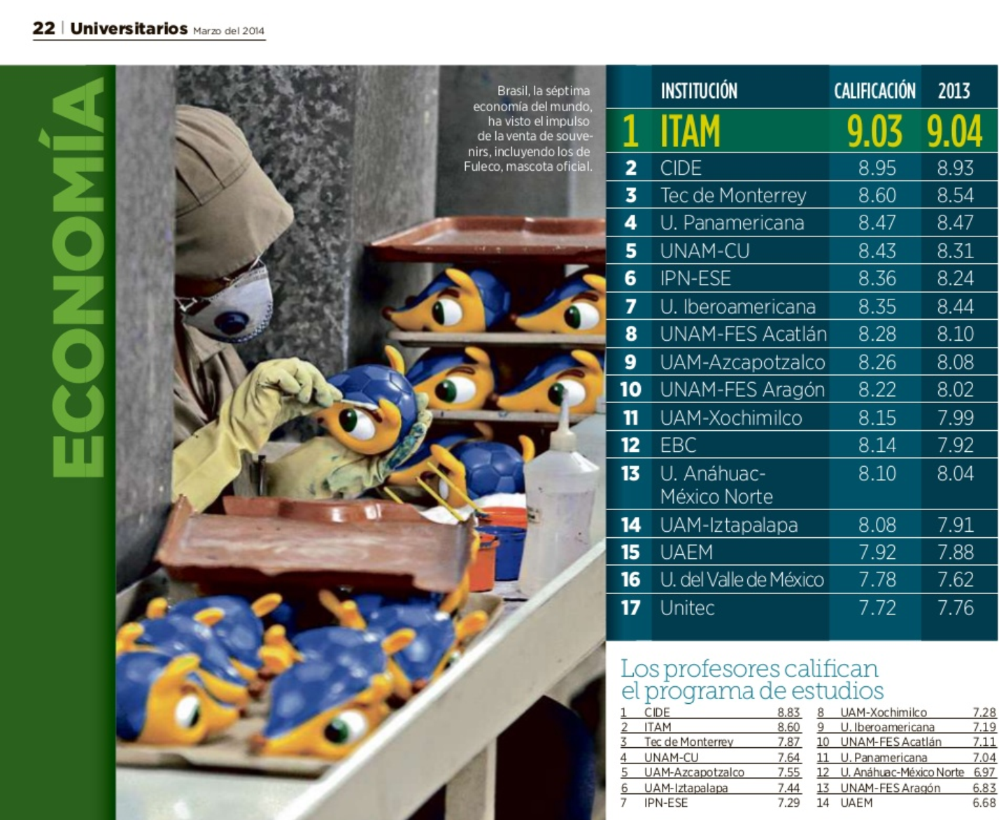 22 | Universitarios Marzo del 2014
ECONOMÍA
Brasil, la séptima
economía del mundo,
ha visto el impulso
de la venta de souve-
nirs, incluyendo los de
Fuleco, mascota oficial.
INSTITUCIÓN CALIFICACIÓN 2013
1 ITAM 9.03 9.04
2 CIDE 8.95 8.93
3 Tec de Monterrey 8.60 8.54
4 U. Panamericana 8.47 8.47
5 UNAM-CU 8.43 8.31
6 IPN-ESE 8.36 8.24
7 U. Iberoamericana 8.35 8.44
8 UNAM-FES Acatlán 8.28 8.10
9 UAM-Azcapotzalco 8.26 8.08
10 UNAM-FES Aragón 8.22 8.02
11 UAM-Xochimilco 8.15 7.99
12 EBC 8.14 7.92
13 U. Anáhuac- 8.10 8.04
México Norte
14 UAM-Iztapalapa 8.08 7.91
15 UAEM 7.92 7.88
16 U. del Valle de México 7.78 7.62
17 Unitec 7.72 7.76
Los profesores califican
el programa de estudios
1 CIDE 8.83
2 ITAM 8.60
3 Tec de Monterrey 7.87
4 UNAM-CU 7.64
5 UAM-Azcapotzalco 7.55
6 UAM-Iztapalapa 7.44
7 IPN-ESE 7.29
8 UAM-Xochimilco 7.28
9 U. Iberoamericana 7.19
10 UNAM-FES Acatlán 7.11
11 U. Panamericana 7.04
12 U. Anáhuac-México Norte 6.97
13 UNAM-FES Aragón 6.83
14 UAEM 6.68